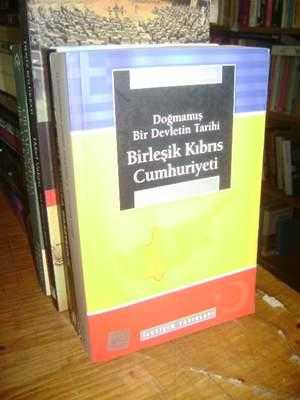 Doğmamış
Bir Devletin Tarihi
Birleşik Kıbrıs
Cumhuriyeti
İLETİŞİM YAYINLARI